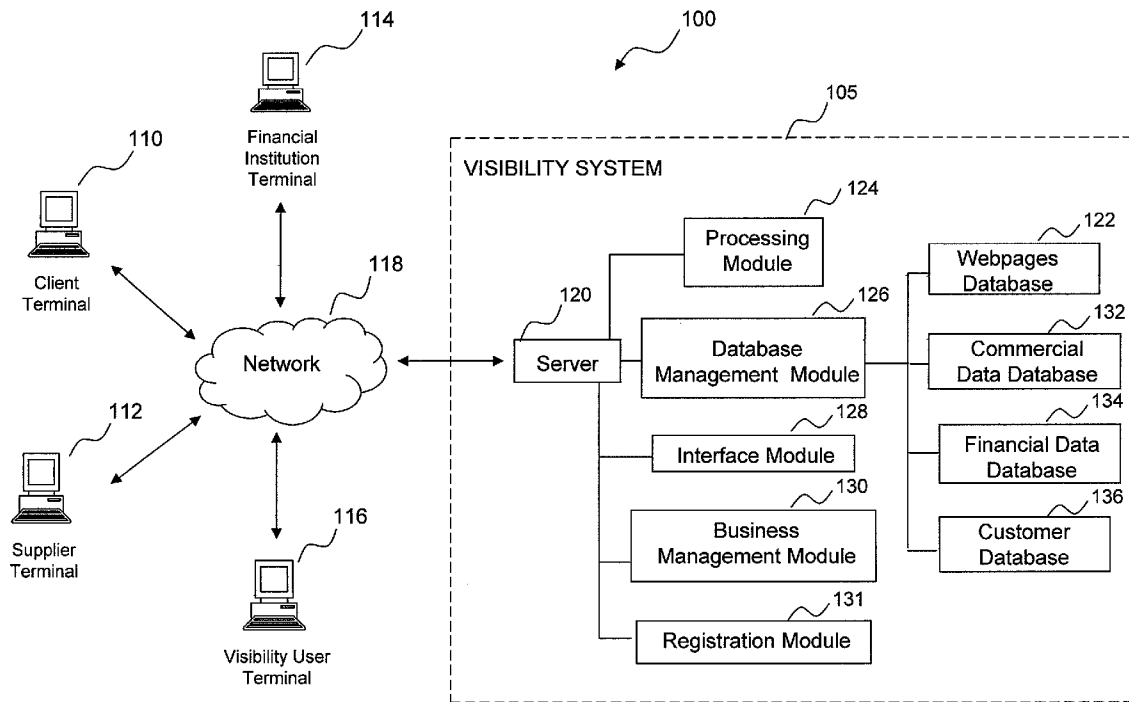 114
100
110
Financial
Institution
Terminal
105
VISIBILITY SYSTEM
124
Processing
Module
122
Webpages
Database
Client
Terminal
118
Network
120
Server
126
Database
Management Module
132
Commercial
Data Database
112
Supplier
Terminal
128
Interface Module
134
Financial Data
Database
116
Visibility User
Terminal
130
Business
Management Module
136
Customer
Database
131
Registration Module